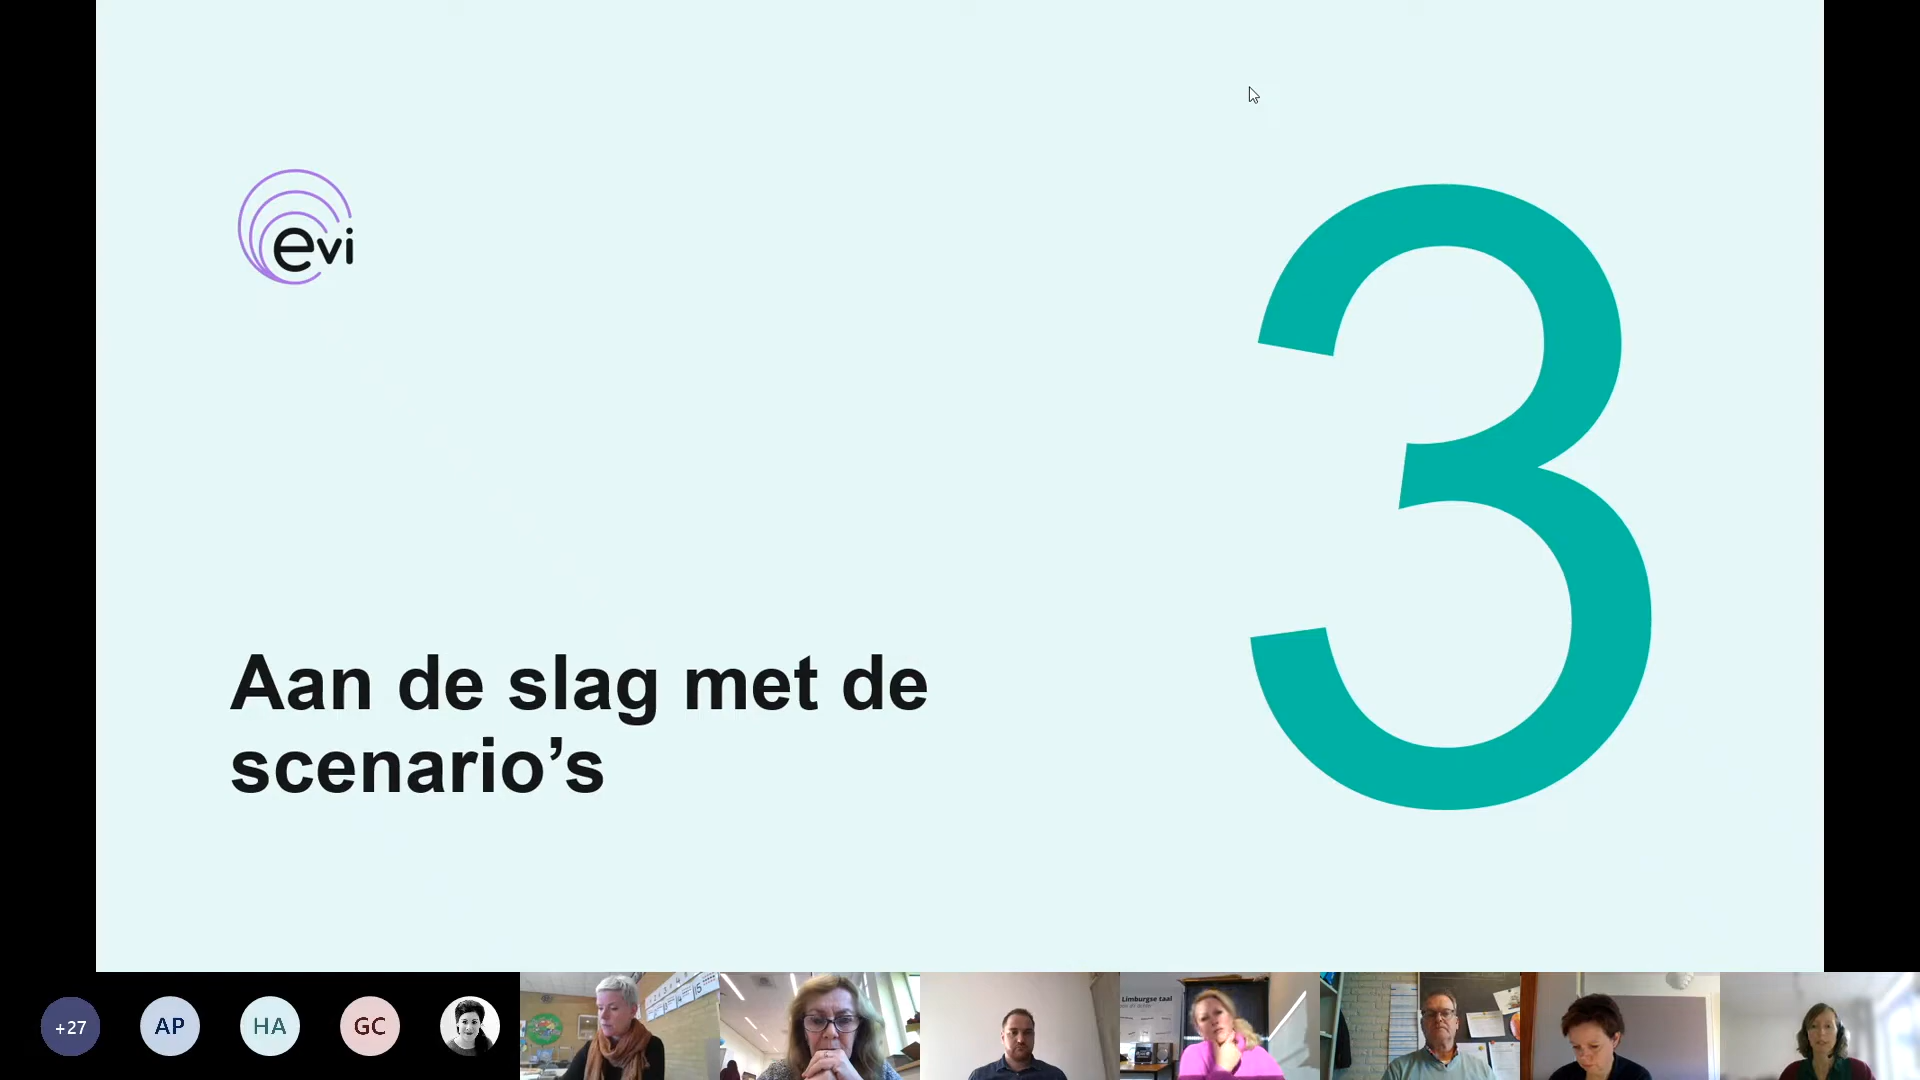 evi
3
Aan de slag met de
scenario’s
+27
AP
HA
GC
Limburgse taal